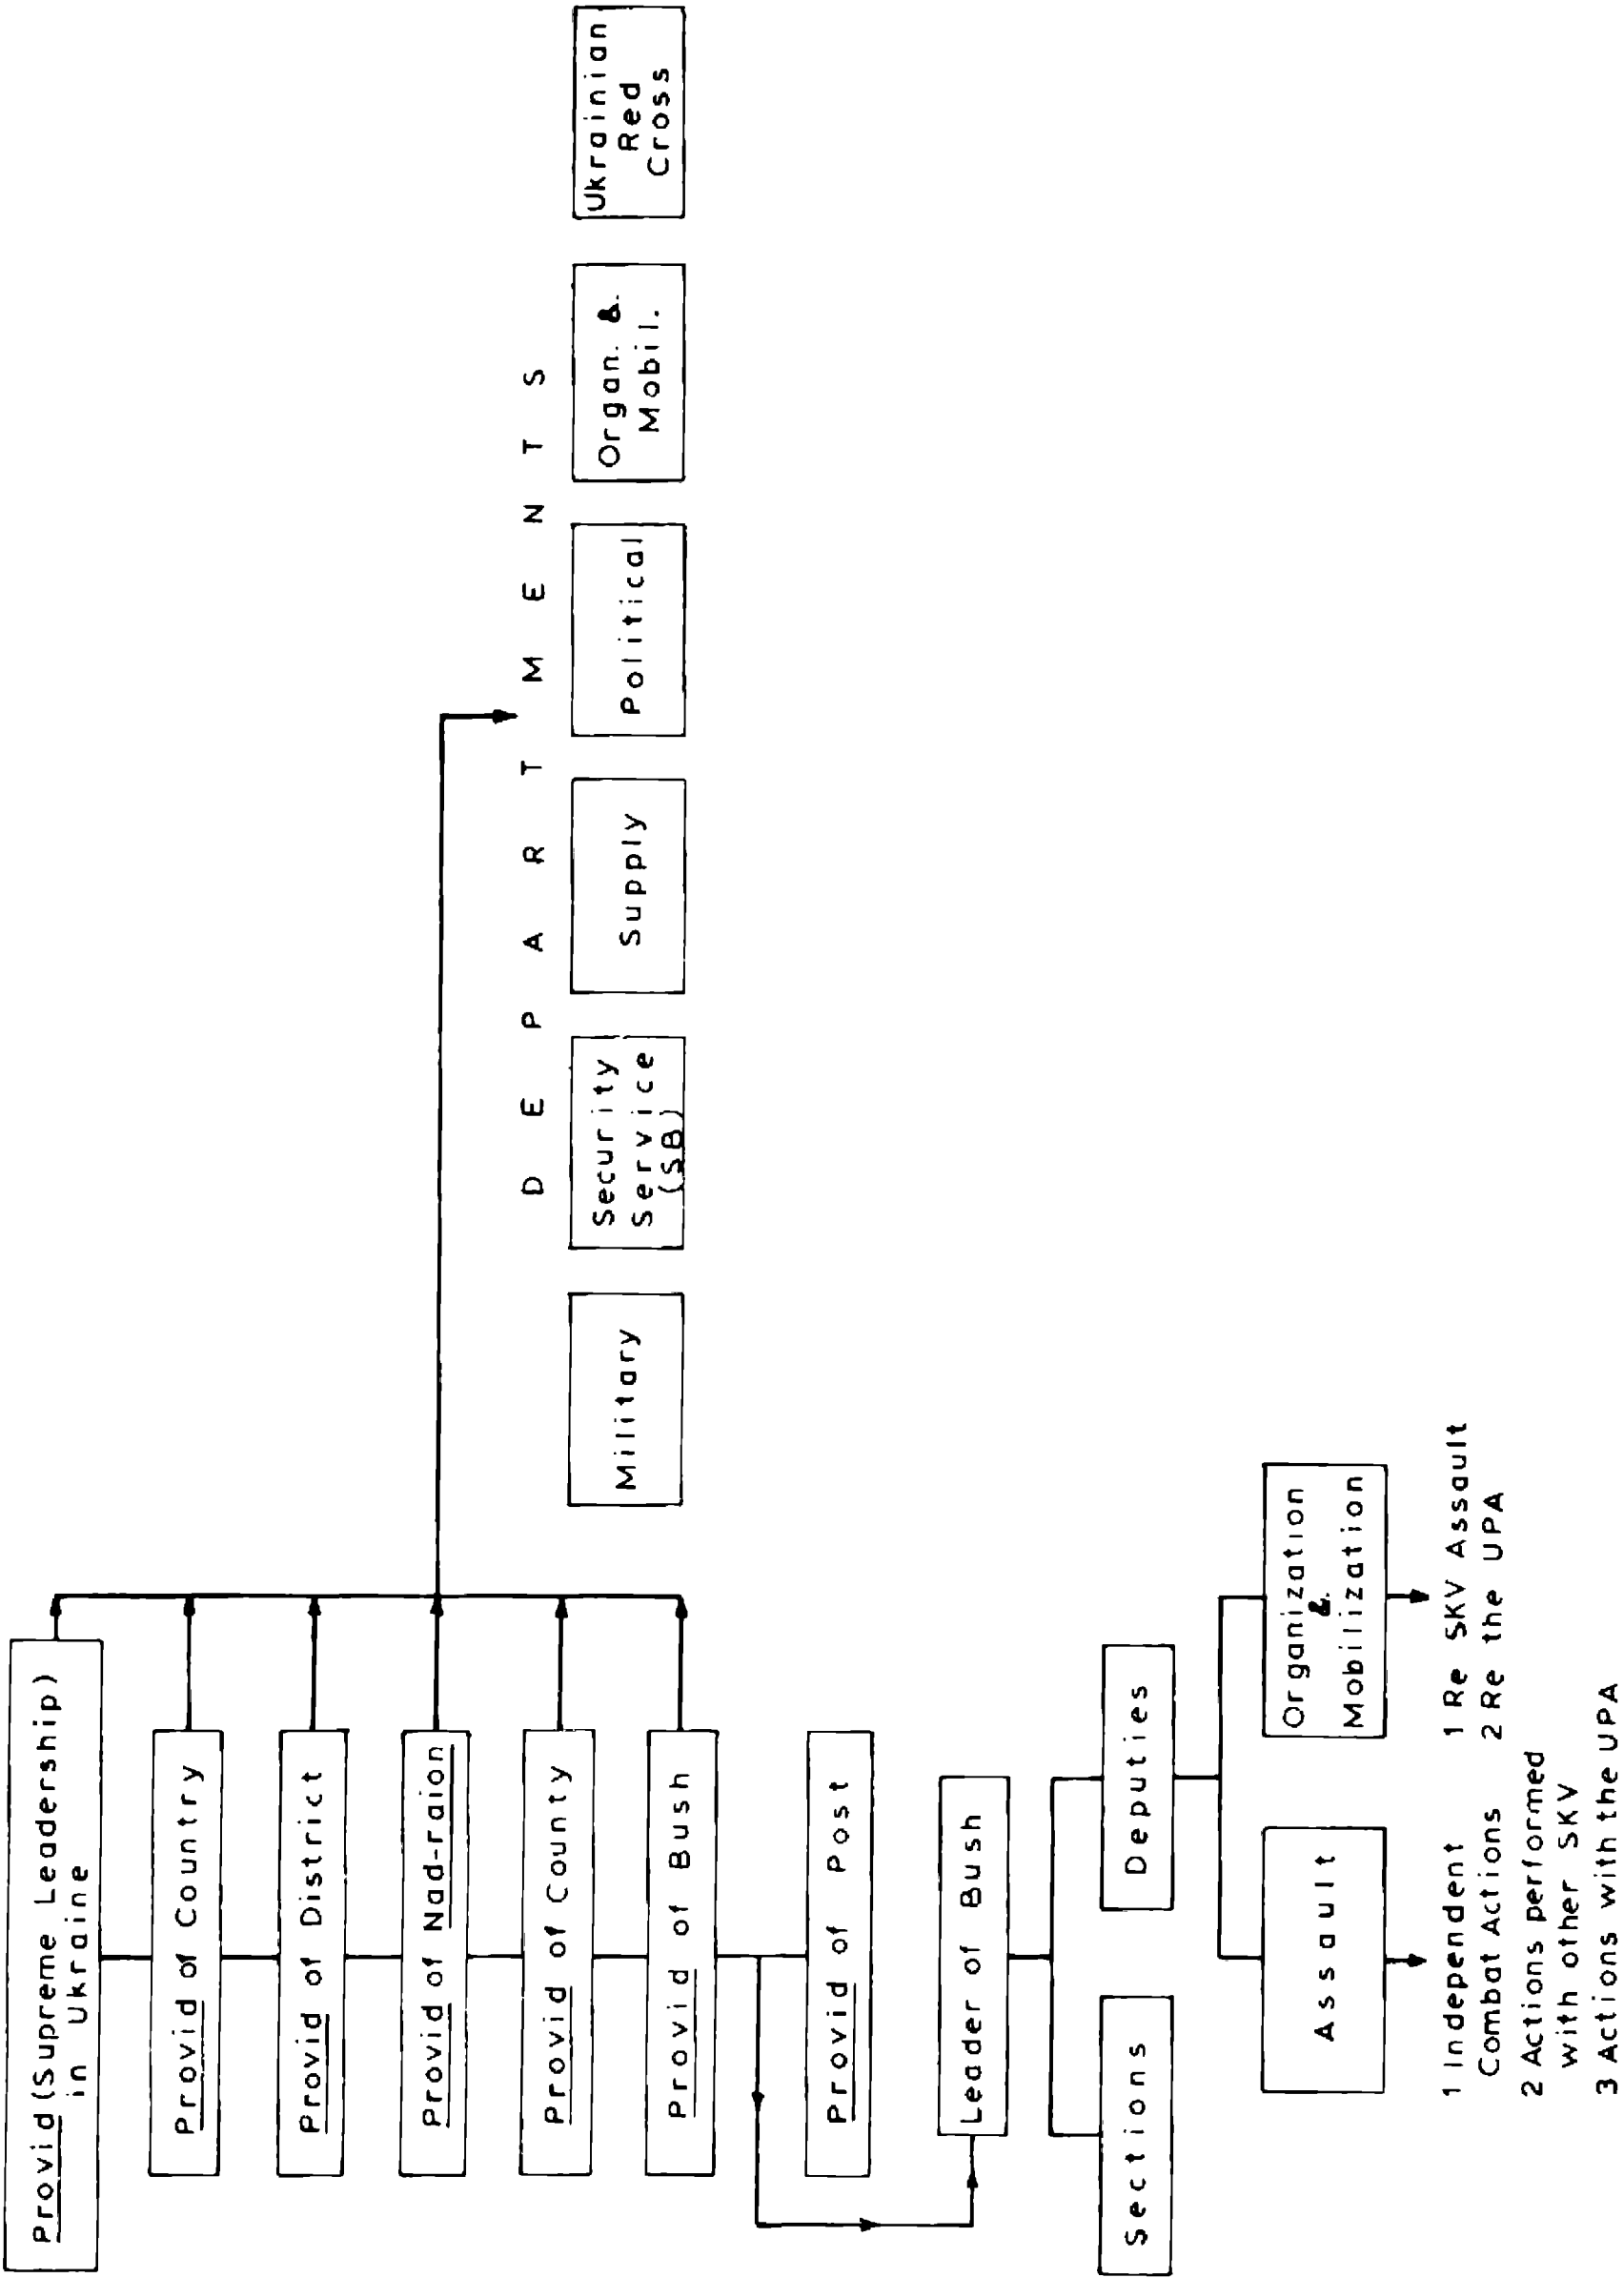 Provid (Supreme Leadership)
in Ukraine
Provid of Country
Provid of District
Provid of Nad-raion
Provid of County
Provid of Bush
Provid of Post
DEPARTMENTS
Military
Security
Service
(SB)
Supply
Political
Organ. &
Mobil.
Ukrainian
Red
Cross
Leader of Bush
Sections
Deputies
Assault
Organization
&
Mobilization
1 Independent
Combat Actions
2 Actions performed
with other SKV
3 Actions with the UPA
1 Re SKV Assault
2 Re the UPA